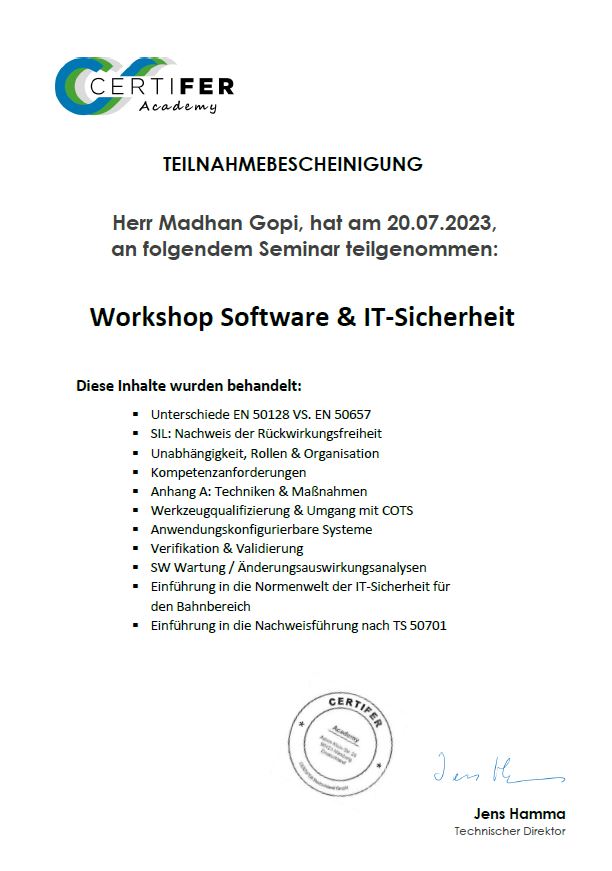 CERTIFER
Academy
TEILNAHMEBESCHEINIGUNG
Herr Madhan Gopi, hat am 20.07.2023,
an folgendem Seminar teilgenommen:
Workshop Software & IT-Sicherheit
Diese Inhalte wurden behandelt:
▪ Unterschiede EN 50128 VS. EN 50657
▪ SIL: Nachweis der Rückwirkungsfreiheit
▪ Unabhängigkeit, Rollen & Organisation
▪ Kompetenzanforderungen
▪ Anhang A: Techniken & Maßnahmen
▪ Werkzeugqualifizierung & Umgang mit COTS
▪ Anwendungskonfigurierbare Systeme
▪ Verifikation & Validierung
▪ SW Wartung / Änderungsauswirkungsanalysen
▪ Einführung in die Normenwelt der IT-Sicherheit für
den Bahnbereich
▪ Einführung in die Nachweisführung nach TS 50701
CERTIFER
Academy
Deutschland
Jens Hamma
Technischer Direktor